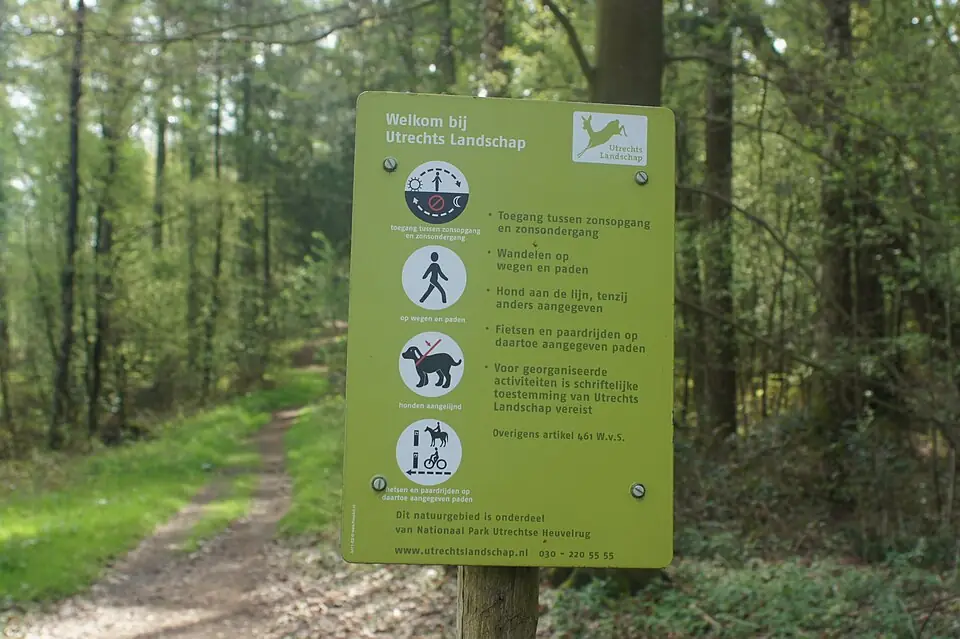 Welkom bij
Utrechts Landschap
Utrechts
Landschap
toegang tussen zonsopgang
en zonsondergang
op wegen en paden
honden aangelijnd
fietsen en paardrijden op
daartoe aangegeven paden
• Toegang tussen zonsopgang
en zonsondergang
• Wandelen op
wegen en paden
• Hond aan de lijn, tenzij
anders aangegeven
• Fietsen en paardrijden op
daartoe aangegeven paden
• Voor georganiseerde
activiteiten is schriftelijke
toestemming van Utrechts
Landschap vereist
Overigens artikel 461 W.v.S.
Dit natuurgebied is onderdeel
van Nationaal Park Utrechtse Heuvelrug
www.utrechtslandschap.nl 030 - 220 55 55